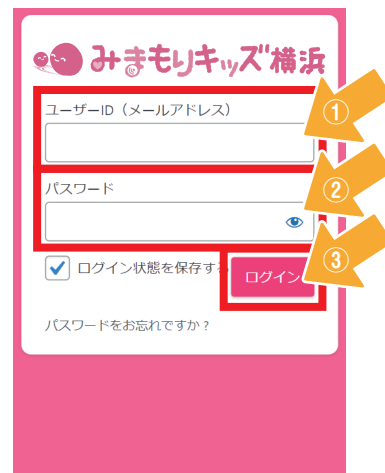 みまもりキッズ横浜
ユーザーID（メールアドレス）
①
パスワード
②
ログイン状態を保存する
ログイン
③
パスワードをお忘れですか？